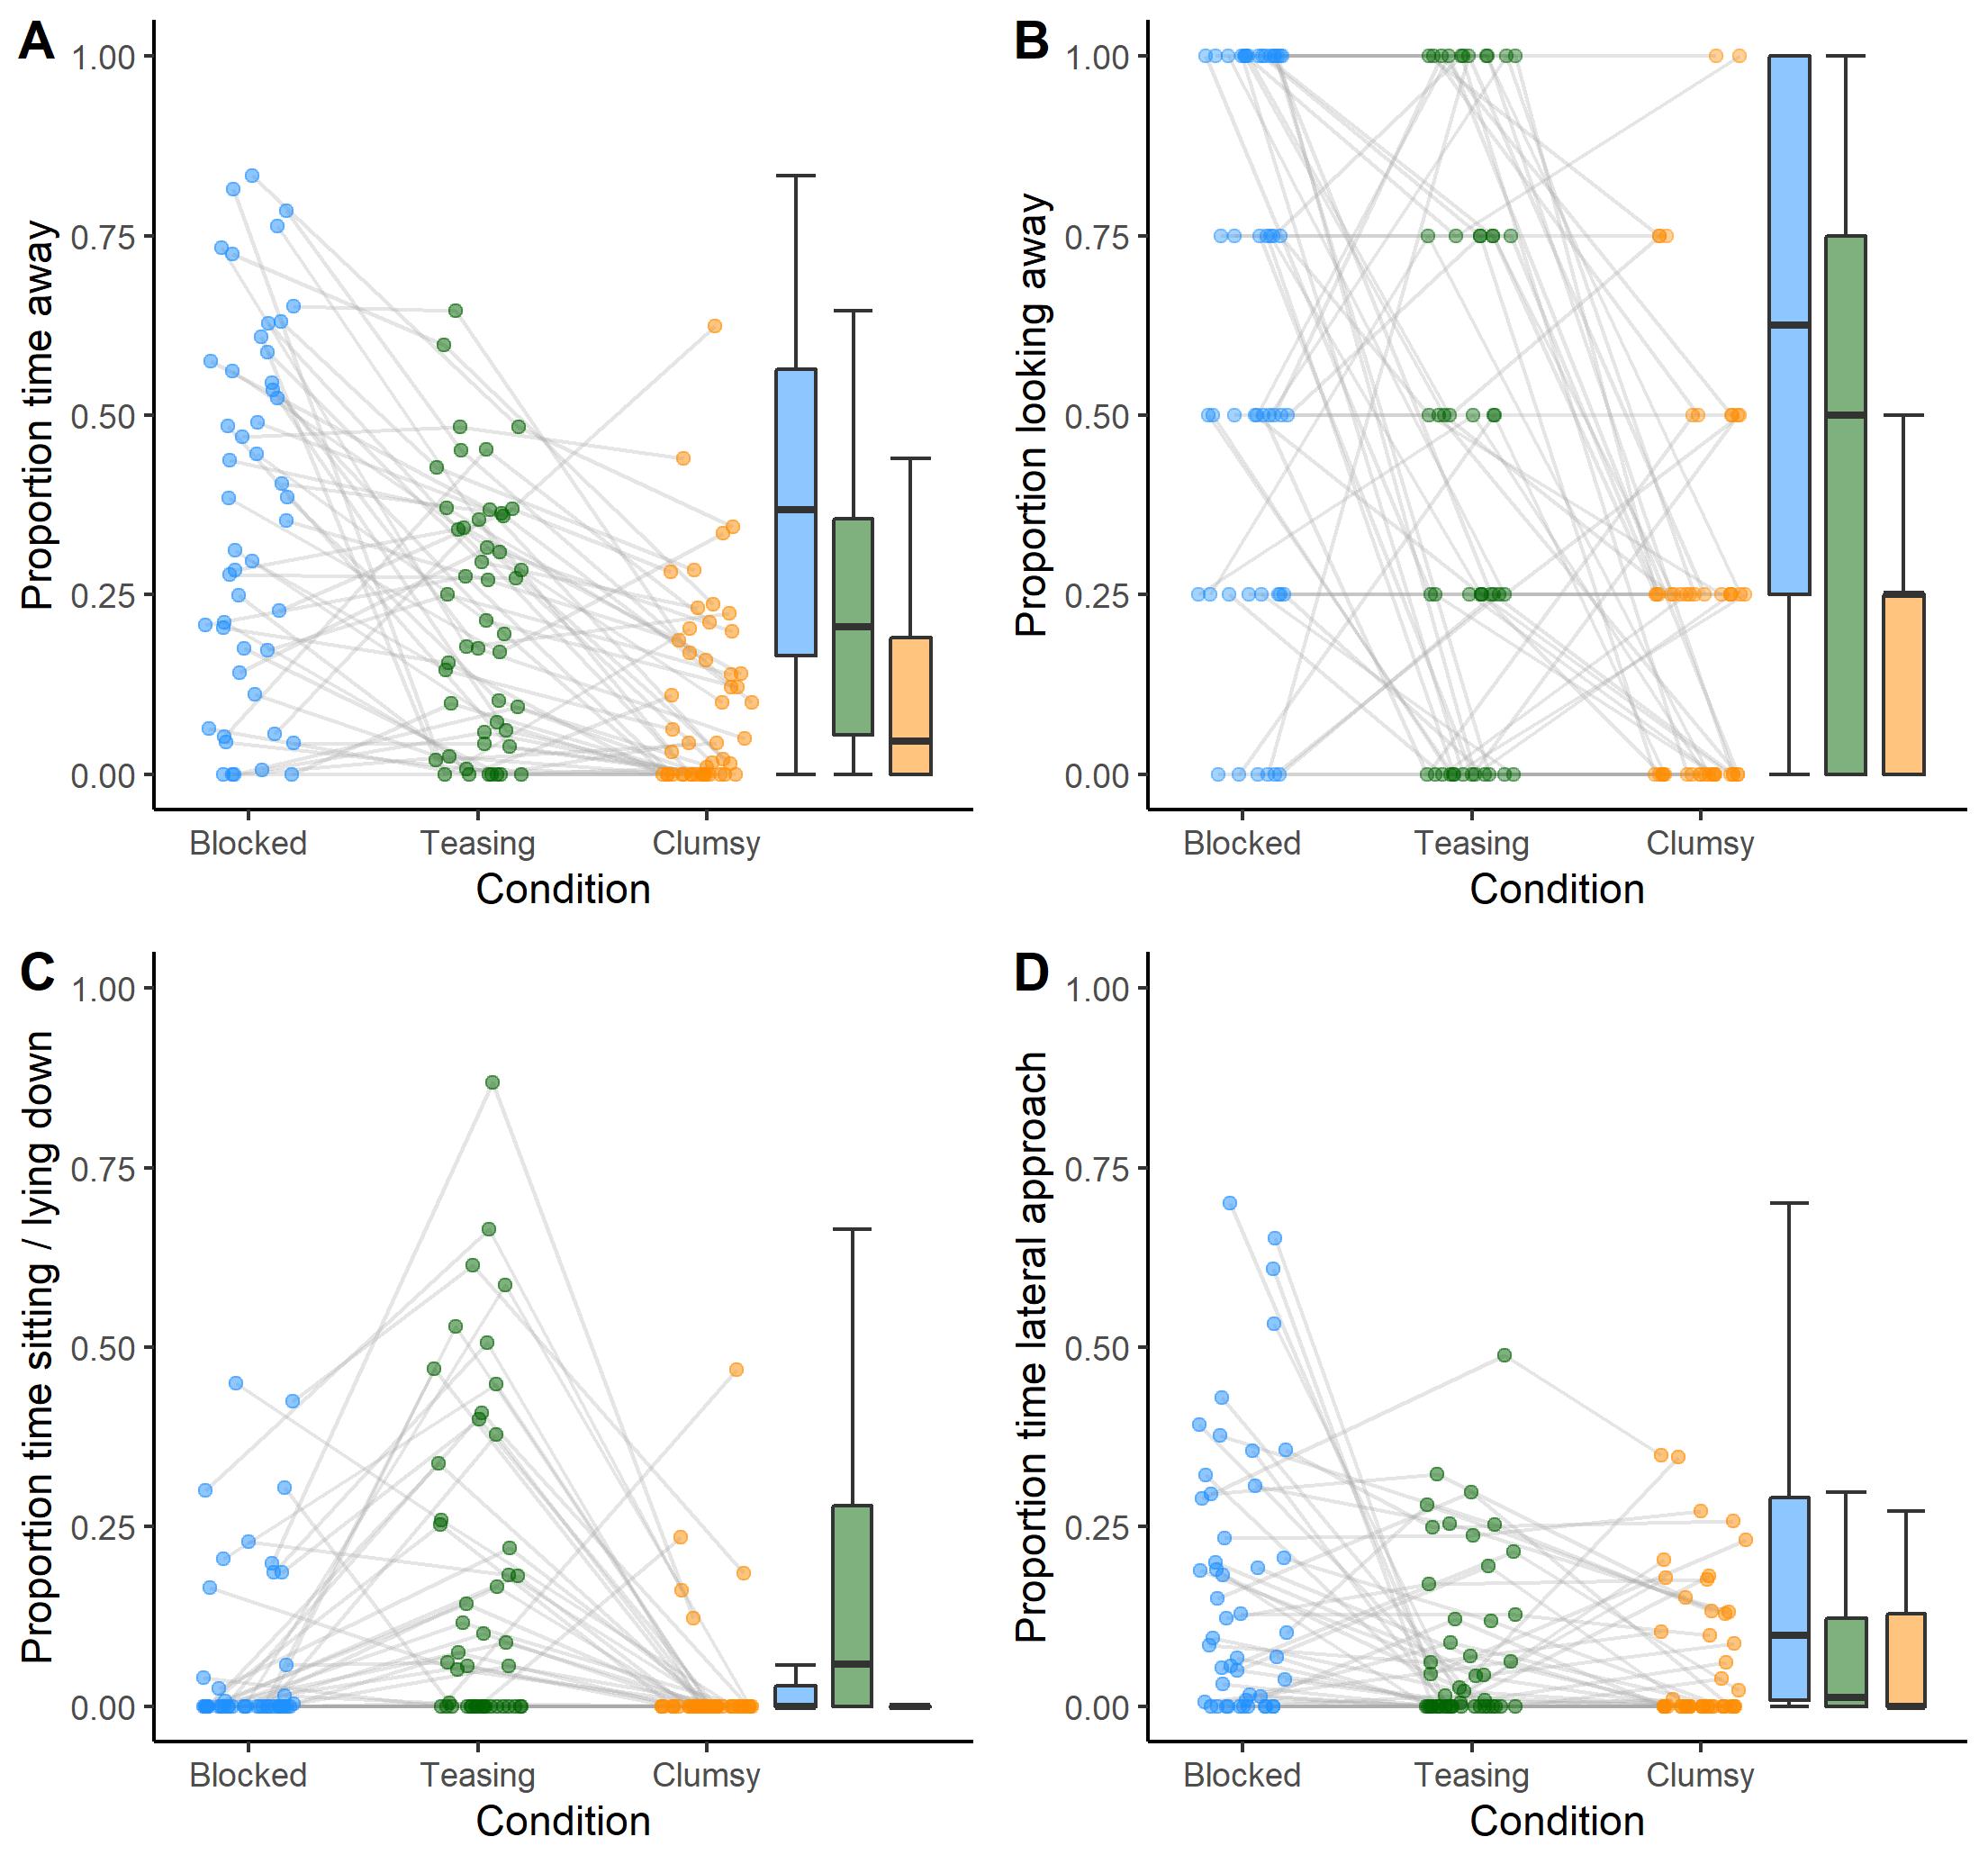 A
Proportion time away
1.00
0.75
0.50
0.25
0.00
Blocked Teasing Clumsy
Condition
B
Proportion looking away
1.00
0.75
0.50
0.25
0.00
Blocked Teasing Clumsy
Condition
C
Proportion time sitting / lying down
1.00
0.75
0.50
0.25
0.00
Blocked Teasing Clumsy
Condition
D
Proportion time lateral approach
1.00
0.75
0.50
0.25
0.00
Blocked Teasing Clumsy
Condition